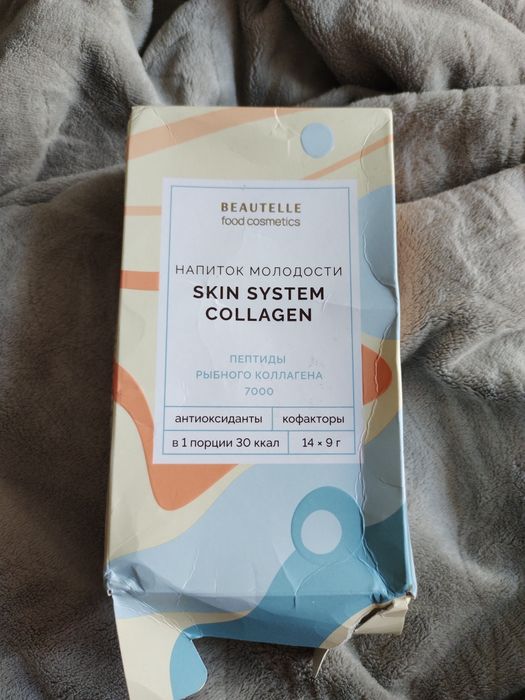 BEAUTELLE
food cosmetics
НАПИТОК МОЛОДОСТИ
SKIN SYSTEM
COLLAGEN
ПЕПТИДЫ
РЫБНОГО КОЛЛАГЕНА
7000
антиоксиданты кофакторы
в 1 порции 30 ккал 14 × 9 г